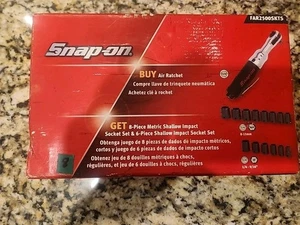 FAR2500SKTS
Snap-on
BUY Air Ratchet
Compre llave de trinquete neumática
Achetez clé à rocket
GET 8-Piece Metric Shallow Impact
Socket Set & 6-Piece Shallow Impact Socket Set
Obtenga juego de 8 piezas de dados de impacto métricos,
cortos y juego de 6 piezas de dados de impacto cortos
Obtenez jeu de 8 douilles métriques à chocs,
régulières, et jeu de 6 douilles à chocs, régulières